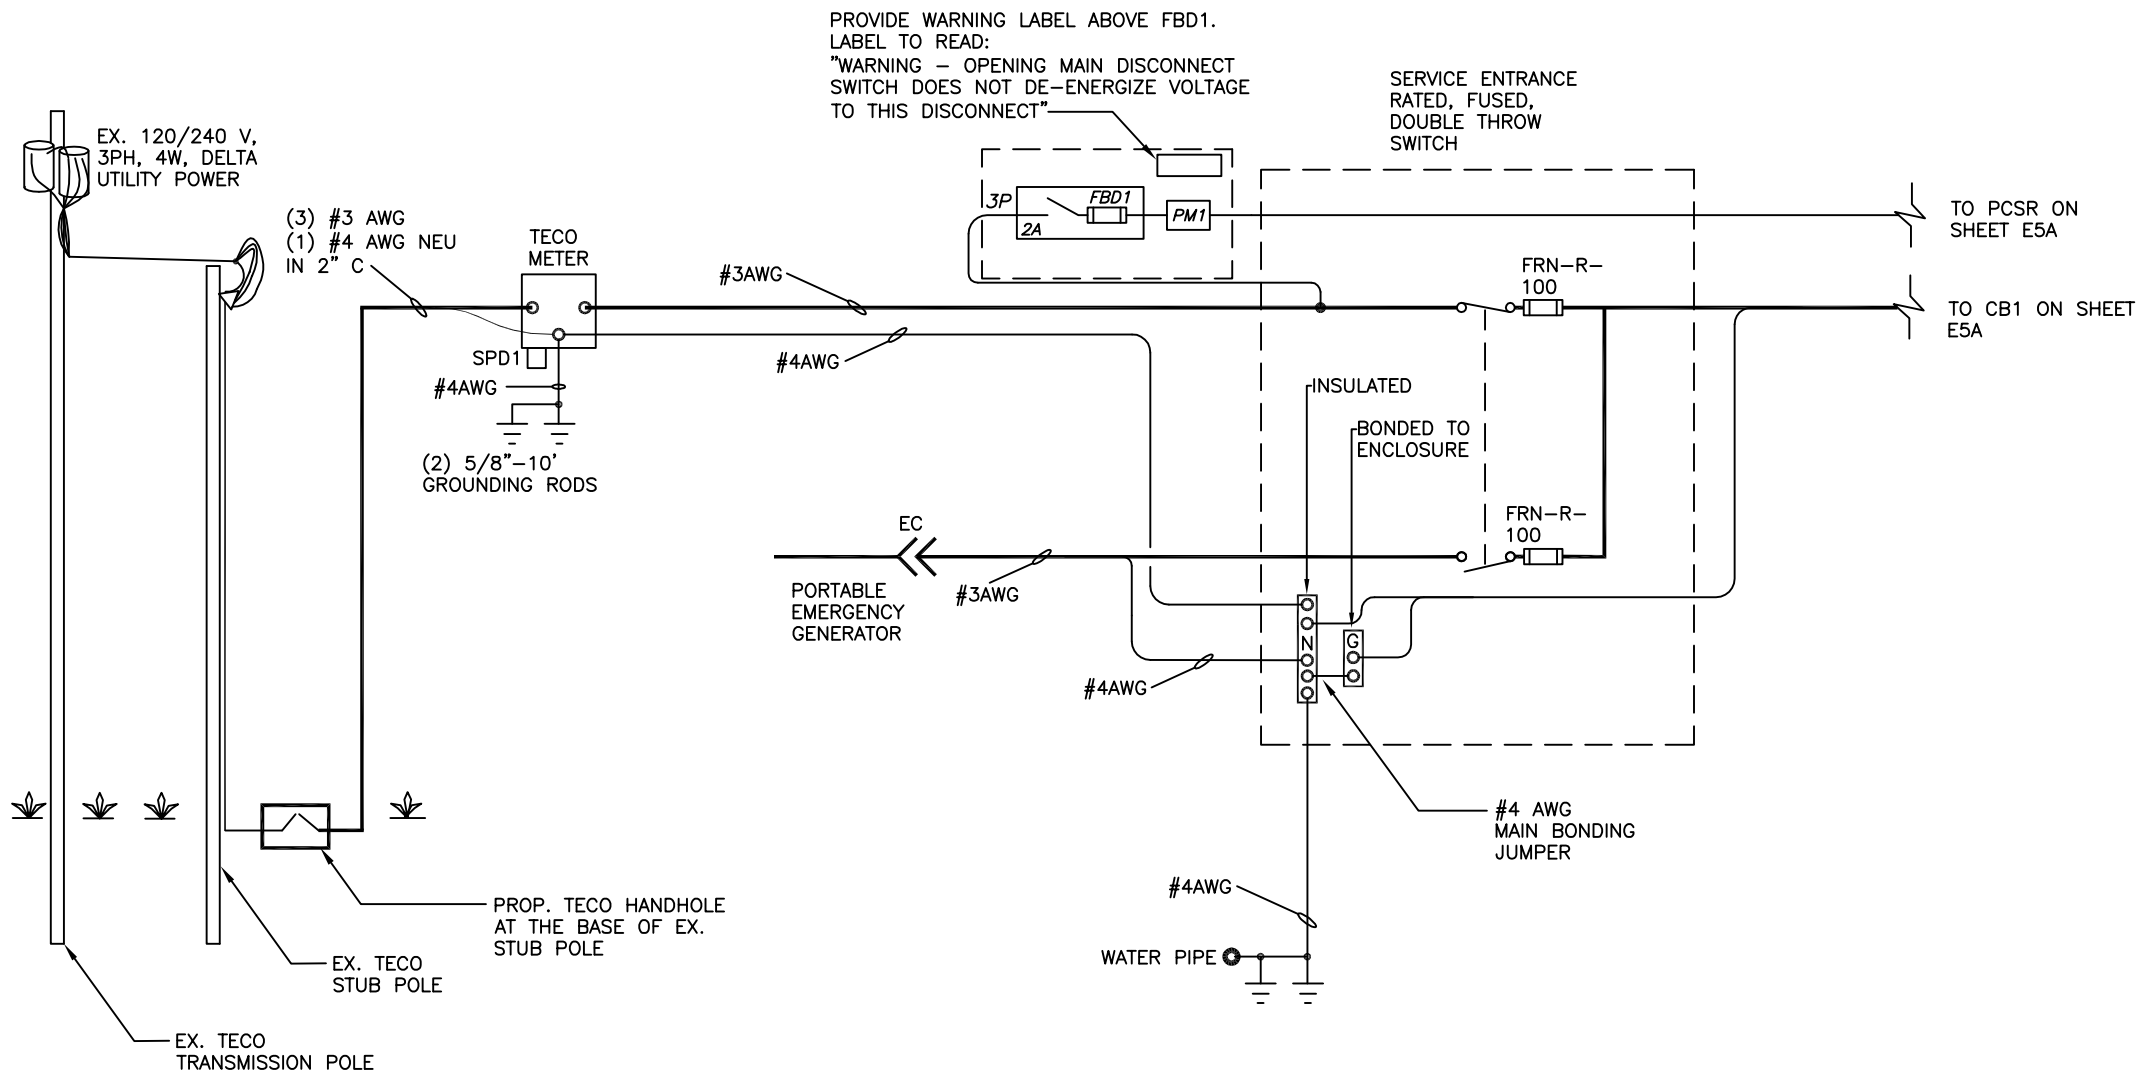 PROVIDE WARNING LABEL ABOVE FBD1.
LABEL TO READ:
"WARNING – OPENING MAIN DISCONNECT
SWITCH DOES NOT DE–ENERGIZE VOLTAGE
TO THIS DISCONNECT"
SERVICE ENTRANCE
RATED, FUSED,
DOUBLE THROW
SWITCH
EX. 120/240 V,
3PH, 4W, DELTA
UTILITY POWER
(3) #3 AWG
(1) #4 AWG NEU
IN 2" C
TECO
METER
3P
FBD1
2A
PM1
TO PCSR ON
SHEET E5A
#3AWG
FRN–R–
100
TO CB1 ON SHEET
E5A
SPD1
#4AWG
#4AWG
INSULATED
BONDED TO
ENCLOSURE
(2) 5/8"–10'
GROUNDING RODS
EC
FRN–R–
100
PORTABLE
EMERGENCY
GENERATOR
#3AWG
N
G
#4AWG
#4 AWG
MAIN BONDING
JUMPER
#4AWG
PROP. TECO HANDHOLE
AT THE BASE OF EX.
STUB POLE
WATER PIPE
EX. TECO
STUB POLE
EX. TECO
TRANSMISSION POLE